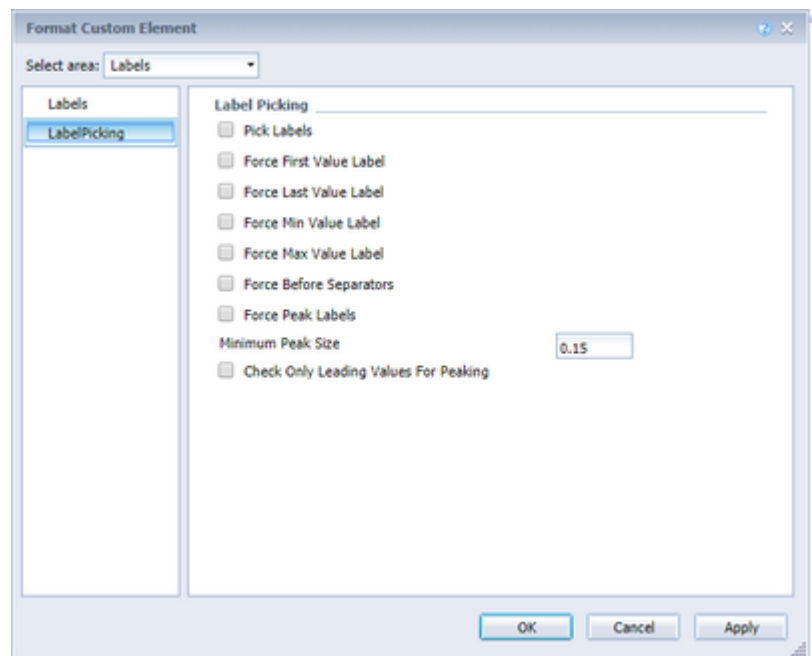 Format Custom Element
Select area: Labels
Labels
LabelPicking
Label Picking
Pick Labels
Force First Value Label
Force Last Value Label
Force Min Value Label
Force Max Value Label
Force Before Separators
Force Peak Labels
Minimum Peak Size 0.15
Check Only Leading Values For Peaking
OK Cancel Apply